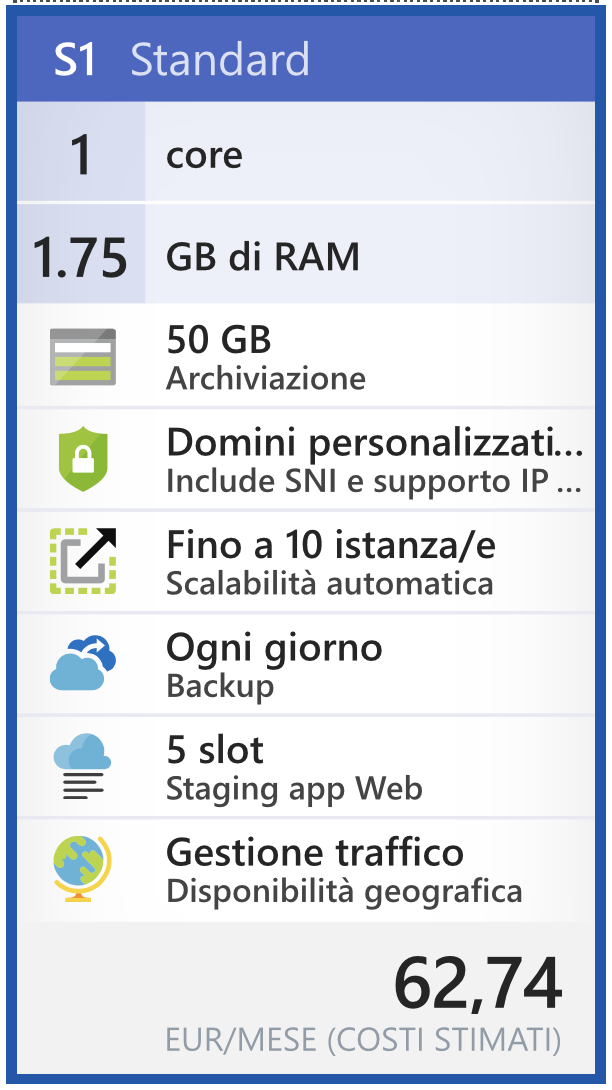 S1 Standard
1 core
1.75 GB di RAM
50 GB
Archiviazione
Domini personalizzati...
Include SNI e supporto IP ...
Fino a 10 istanza/e
Scalabilità automatica
Ogni giorno
Backup
5 slot
Staging app Web
Gestione traffico
Disponibilità geografica
62,74
EUR/MESE (COSTI STIMATI)